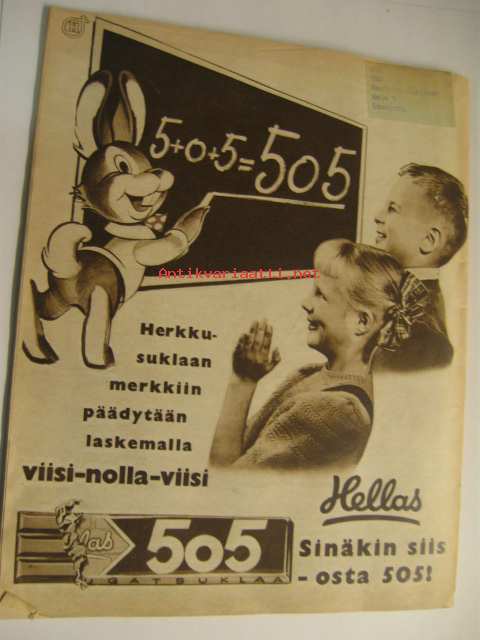 5+0+5=505
Antikvariaatti.net
Herkku-
suklaan
merkkiin
päädytään
laskemalla
viisi-nolla-viisi
Hellas
505
GATSUKLAA
Sinäkin siis
- osta 505!